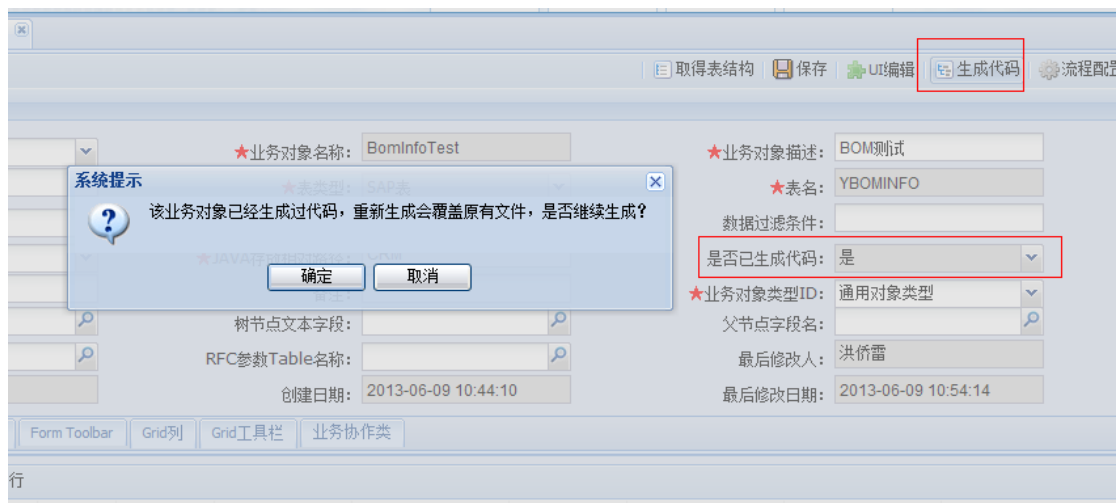 取得表结构 保存 UI编辑 生成代码 流程配置
★业务对象名称: BomInfoTest ★业务对象描述: BOM测试
系统提示
★表类型: SAP表 ★表名: YBOMINFO
该业务对象已经生成过代码，重新生成会覆盖原有文件，是否继续生成?
数据过滤条件:
是否已生成代码: 是
确定 取消
★业务对象类型ID: 通用对象类型
树节点文本字段: 父节点字段名:
RFC参数Table名称: 最后修改人: 洪侨雷
创建日期: 2013-06-09 10:44:10 最后修改日期: 2013-06-09 10:54:14
Form Toolbar Grid列 Grid工具栏 业务协作类
行